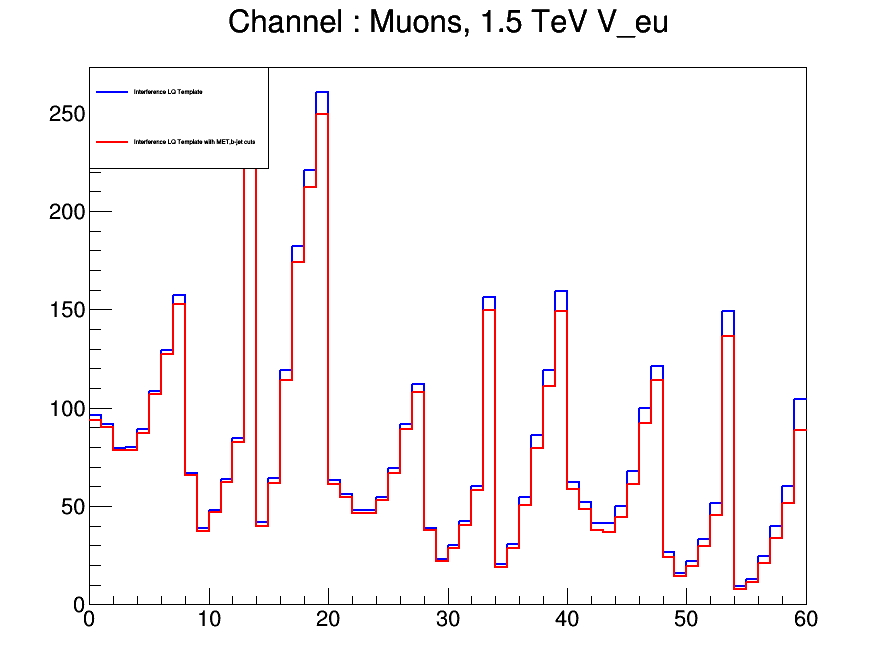 Channel : Muons, 1.5 TeV V_eu
Interference LQ Template
Interference LQ Template with MET,b-jet cuts
250
200
150
100
50
0
0 10 20 30 40 50 60